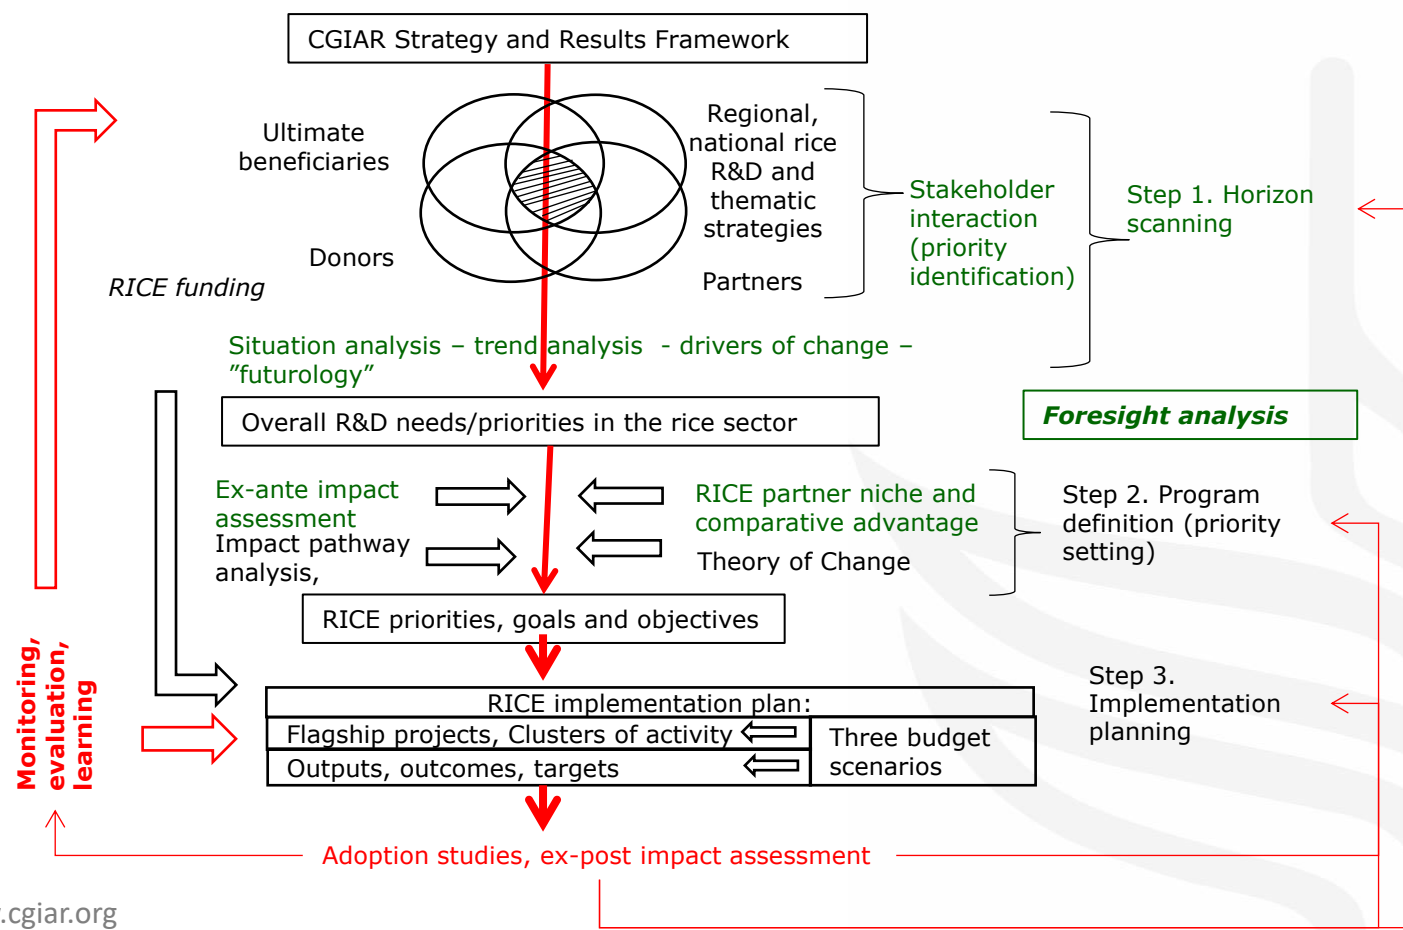 CGIAR Strategy and Results Framework
Ultimate
beneficiaries
Regional,
national rice
R&D and
thematic
strategies
Donors
Partners
RICE funding
Stakeholder
interaction
(priority
identification)
Step 1. Horizon
scanning
Situation analysis – trend analysis - drivers of change –
”futurology”
Overall R&D needs/priorities in the rice sector
Foresight analysis
Ex-ante impact
assessment
Impact pathway
analysis,
RICE partner niche and
comparative advantage
Theory of Change
Step 2. Program
definition (priority
setting)
RICE priorities, goals and objectives
Monitoring,
evaluation,
learning
RICE implementation plan:
Flagship projects, Clusters of activity
Outputs, outcomes, targets
Three budget
scenarios
Step 3.
Implementation
planning
Adoption studies, ex-post impact assessment
.cgiar.org